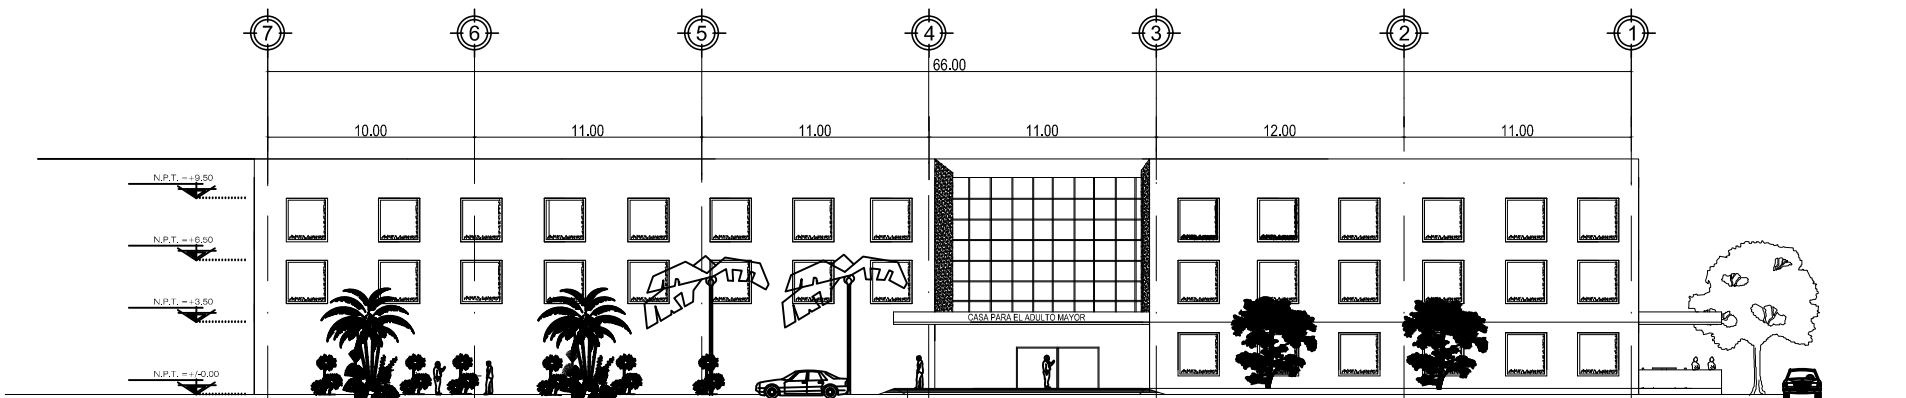 7 6 5 4 3 2 1
66.00
10.00 11.00 11.00 11.00 12.00 11.00
N.P.T. =+9.50
N.P.T. =+6.50
N.P.T. =+3.50
CASA PARA EL ADULTO MAYOR
N.P.T. =+/-0.00